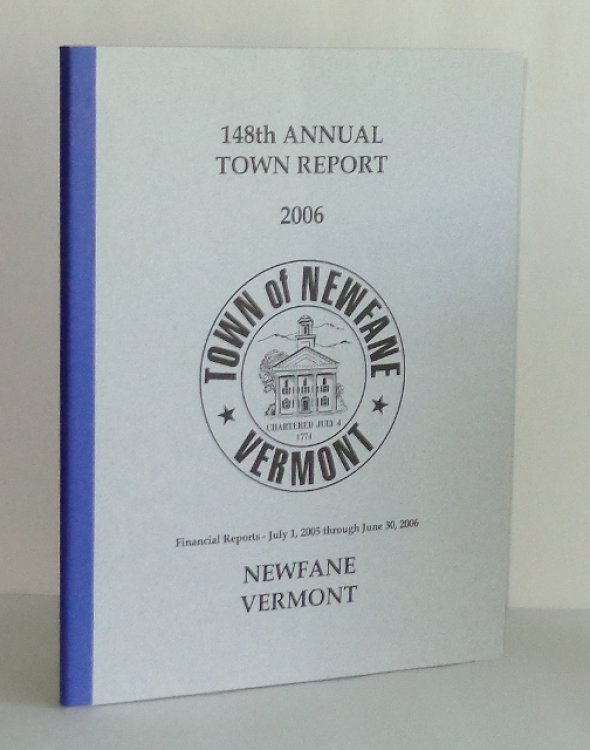 148th ANNUAL
TOWN REPORT
2006
TOWN of NEWFANE
CHARTERED JULY 4
1774
VERMONT
Financial Reports - July 1, 2005 through June 30, 2006
NEWFANE
VERMONT